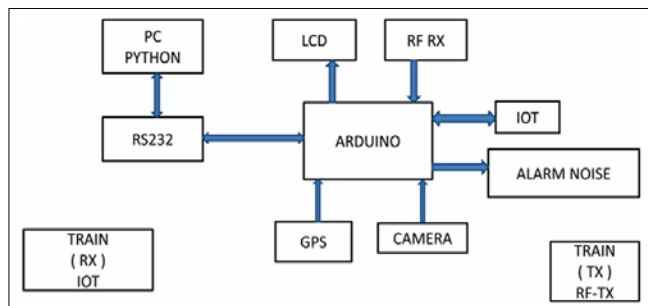 PC
PYTHON
LCD
RF RX
RS232
ARDUINO
IOT
ALARM NOISE
GPS
CAMERA
TRAIN
( RX )
IOT
TRAIN
( TX )
RF-TX